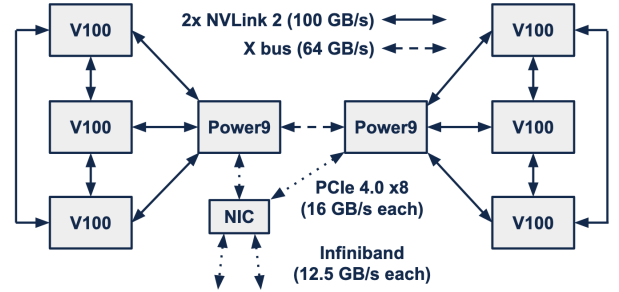 V100
2x NVLink 2 (100 GB/s)
V100
X bus (64 GB/s)
V100
Power9
Power9
V100
PCIe 4.0 x8
(16 GB/s each)
V100
NIC
V100
Infiniband
(12.5 GB/s each)